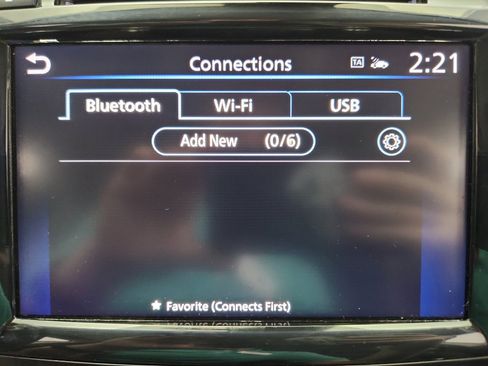 Connections TA 2:21
Bluetooth Wi-Fi USB
Add New (0/6)
Favorite (Connects First)